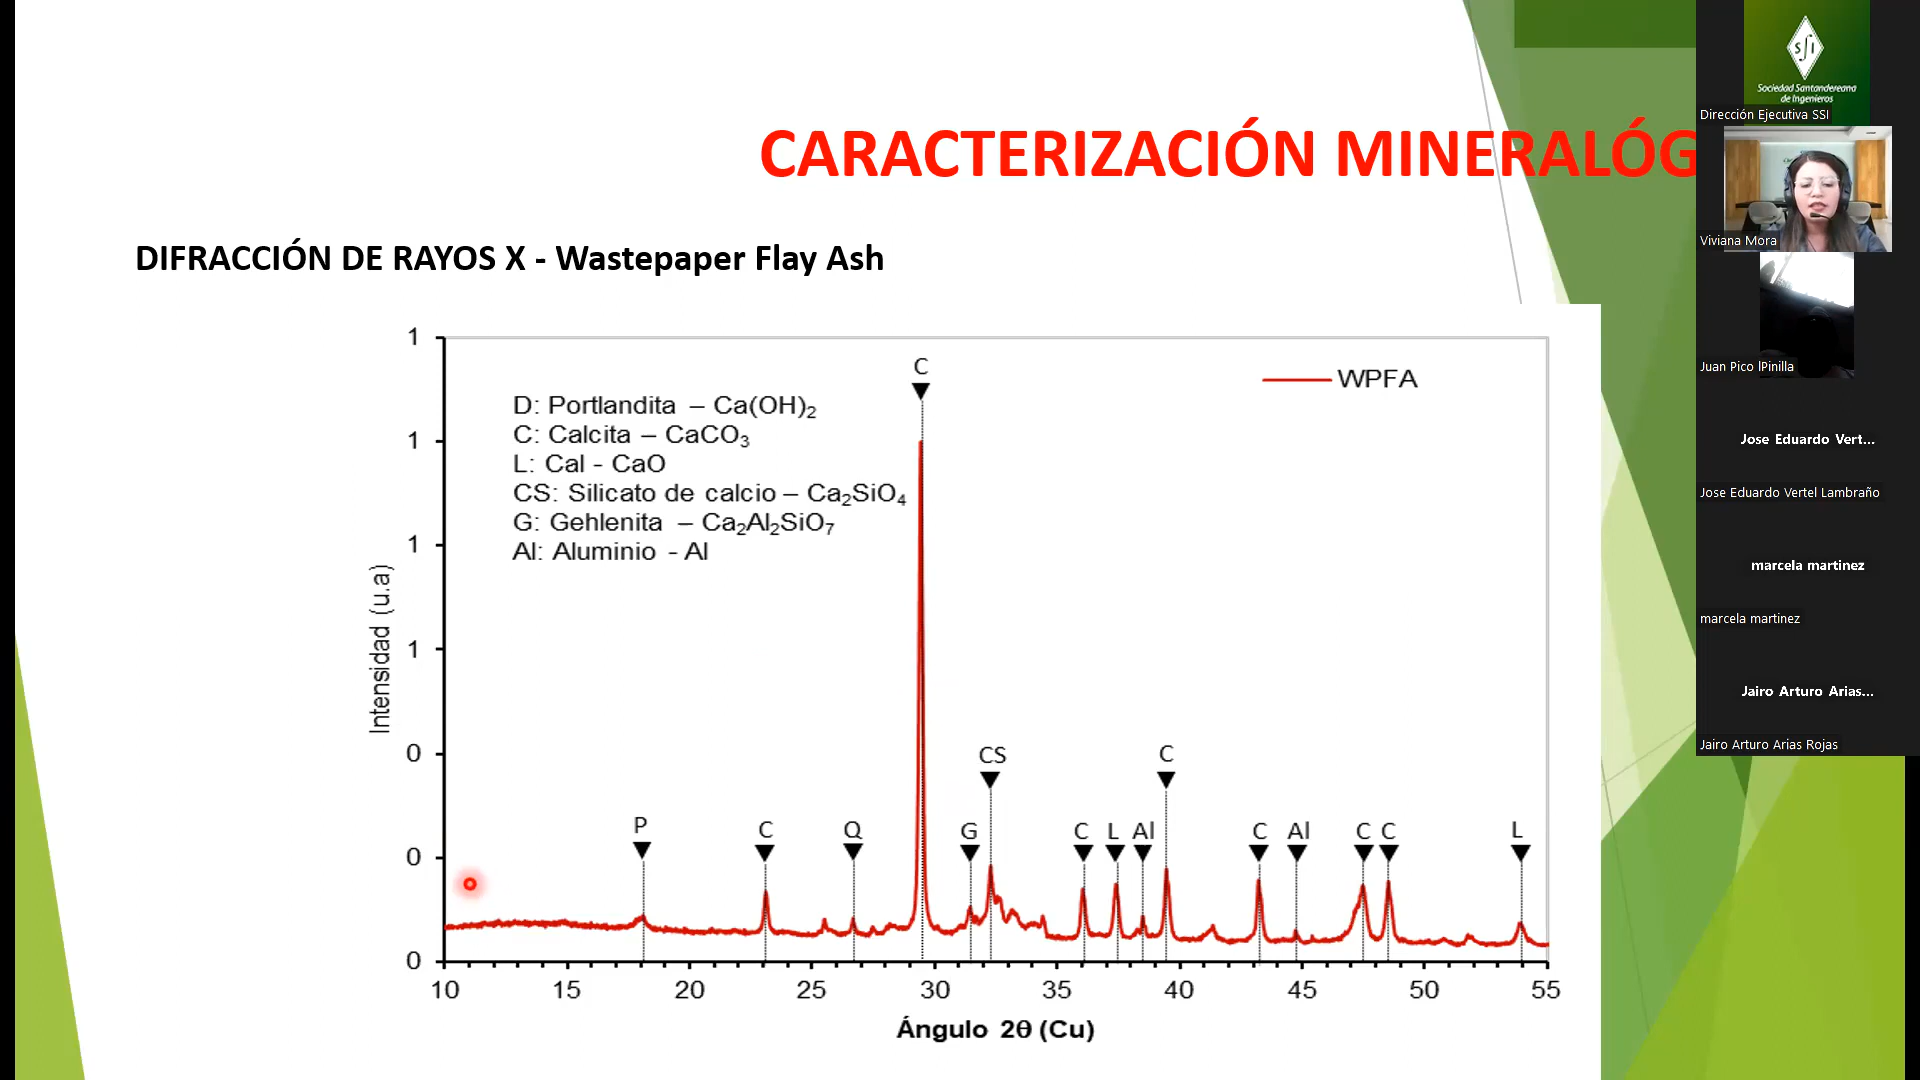 CARACTERIZACIÓN MINERALÓG
DIFRACCIÓN DE RAYOS X - Wastepaper Flay Ash
1
1
1
1
0
0
0
Intensidad (u.a)
D: Portlandita – Ca(OH)₂
C: Calcita – CaCO₃
L: Cal - CaO
CS: Silicato de calcio – Ca₂SiO₄
G: Gehlenita – Ca₂Al₂SiO₇
Al: Aluminio - Al
WPFA
C
CS
C
P
C
Q
G
C
L
Al
C
Al
C
C
L
10 15 20 25 30 35 40 45 50 55
Ángulo 2θ (Cu)
SSI
Sociedad Santandereana
de Ingenieros
Dirección Ejecutiva SSI
Viviana Mora
Juan Pico lPinilla
Jose Eduardo Vert...
Jose Eduardo Vertel Lambraño
marcela martinez
marcela martinez
Jairo Arturo Arias...
Jairo Arturo Arias Rojas